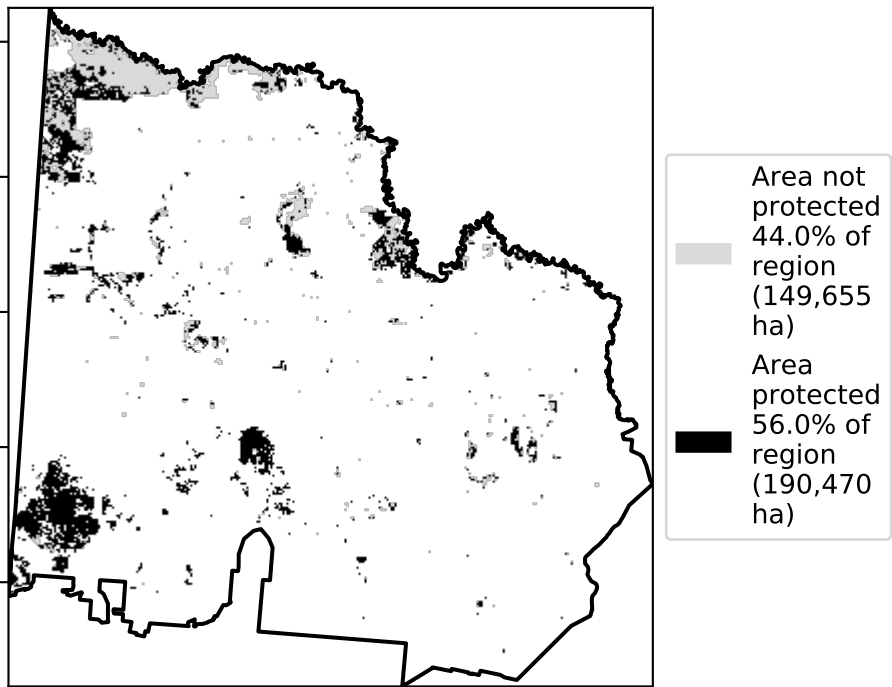 Area not
protected
44.0% of
region
(149,655
ha)
Area
protected
56.0% of
region
(190,470
ha)